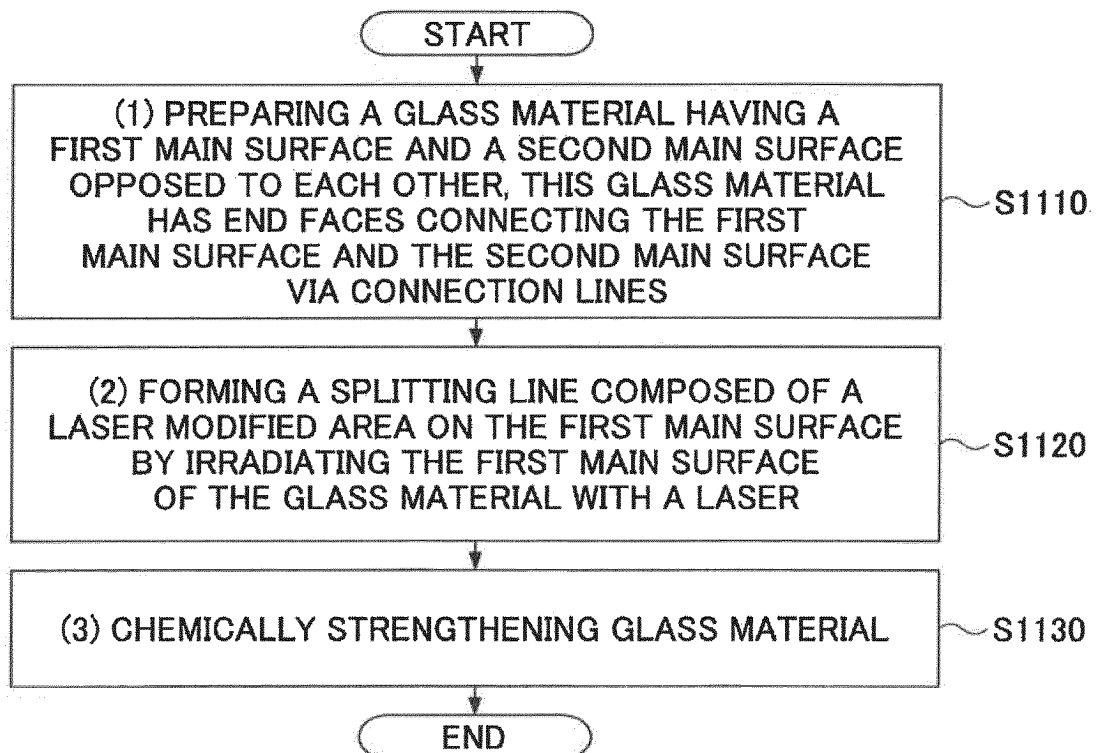 START
(1) PREPARING A GLASS MATERIAL HAVING A
FIRST MAIN SURFACE AND A SECOND MAIN SURFACE
OPPOSED TO EACH OTHER, THIS GLASS MATERIAL
HAS END FACES CONNECTING THE FIRST
MAIN SURFACE AND THE SECOND MAIN SURFACE
VIA CONNECTION LINES
S1110
(2) FORMING A SPLITTING LINE COMPOSED OF A
LASER MODIFIED AREA ON THE FIRST MAIN SURFACE
BY IRRADIATING THE FIRST MAIN SURFACE
OF THE GLASS MATERIAL WITH A LASER
S1120
(3) CHEMICALLY STRENGTHENING GLASS MATERIAL
S1130
END